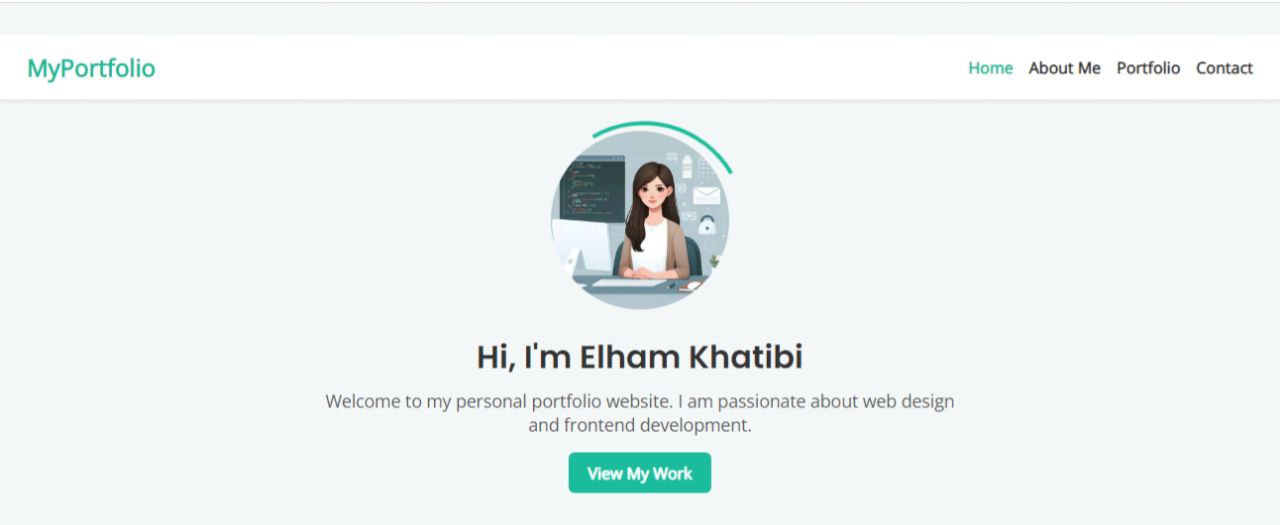 MyPortfolio
Home About Me Portfolio Contact
Hi, I'm Elham Khatibi
Welcome to my personal portfolio website. I am passionate about web design
and frontend development.
View My Work